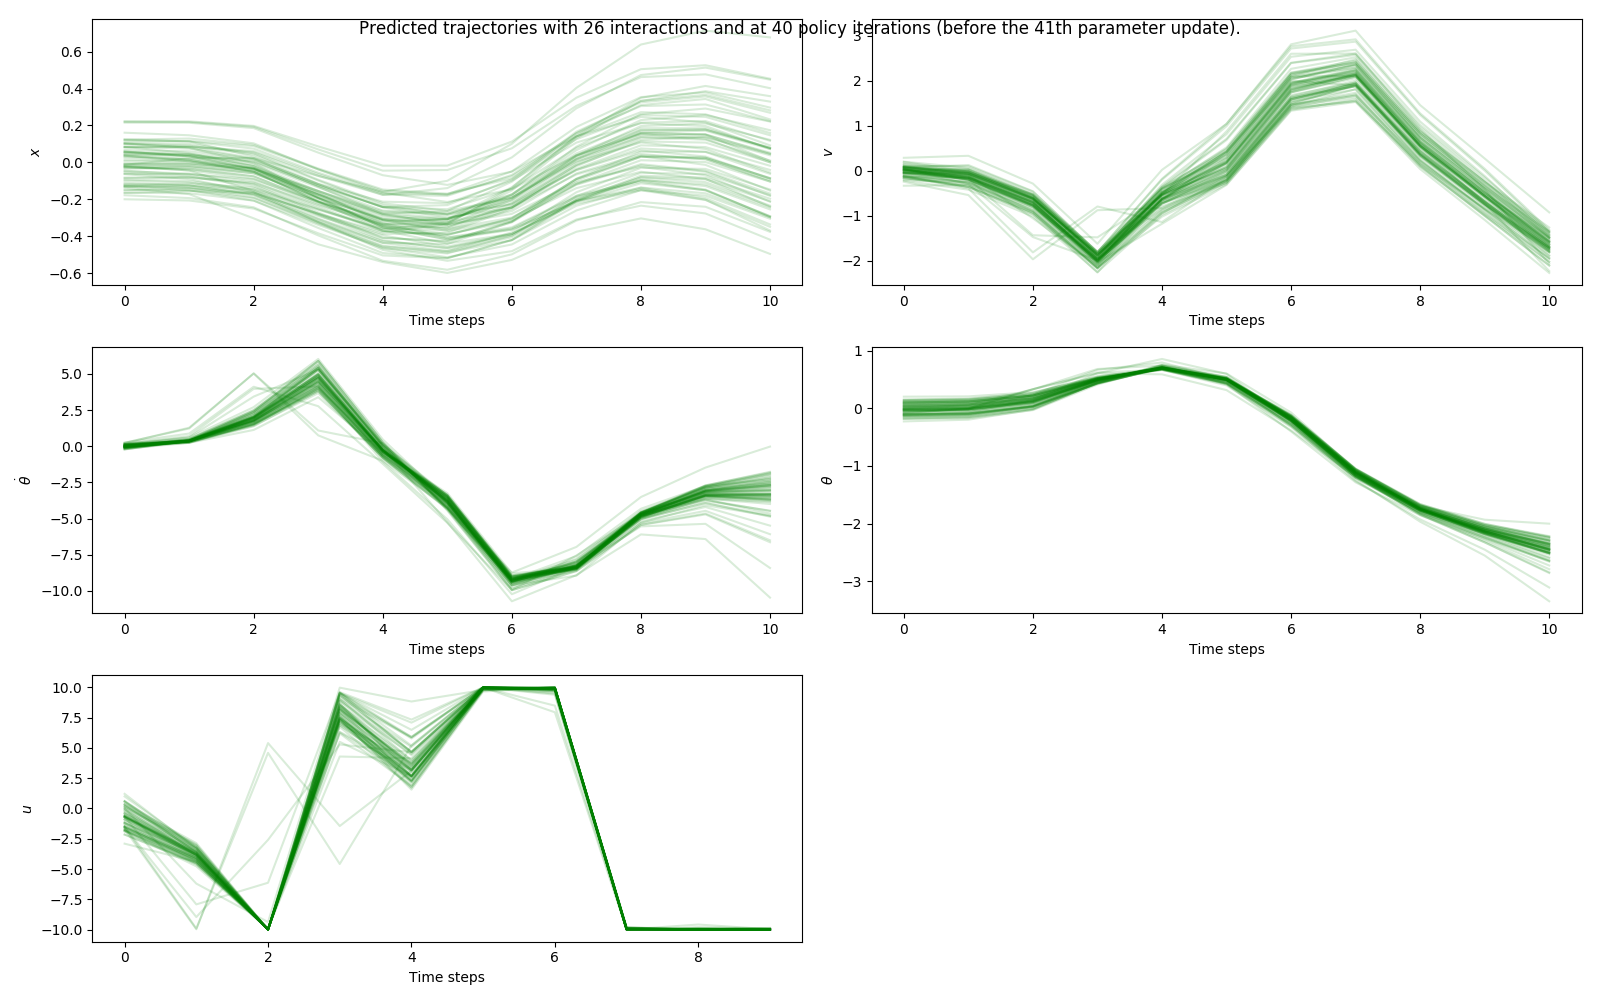 Predicted trajectories with 26 interactions and at 40 policy iterations (before the 41th parameter update).
0.6
0.4
0.2
0.0
−0.2
−0.4
−0.6
x
0 2 4 6 8 10
Time steps
3
2
1
0
−1
−2
v
0 2 4 6 8 10
Time steps
5.0
2.5
0.0
−2.5
−5.0
−7.5
−10.0
θ̇
0 2 4 6 8 10
Time steps
1
0
−1
−2
−3
θ
0 2 4 6 8 10
Time steps
10.0
7.5
5.0
2.5
0.0
−2.5
−5.0
−7.5
−10.0
u
0 2 4 6 8
Time steps